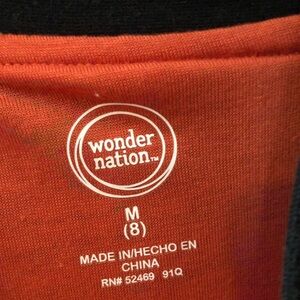 wonder
nation™
M
(8)
MADE IN/HECHO EN
CHINA
RN# 52469 91Q